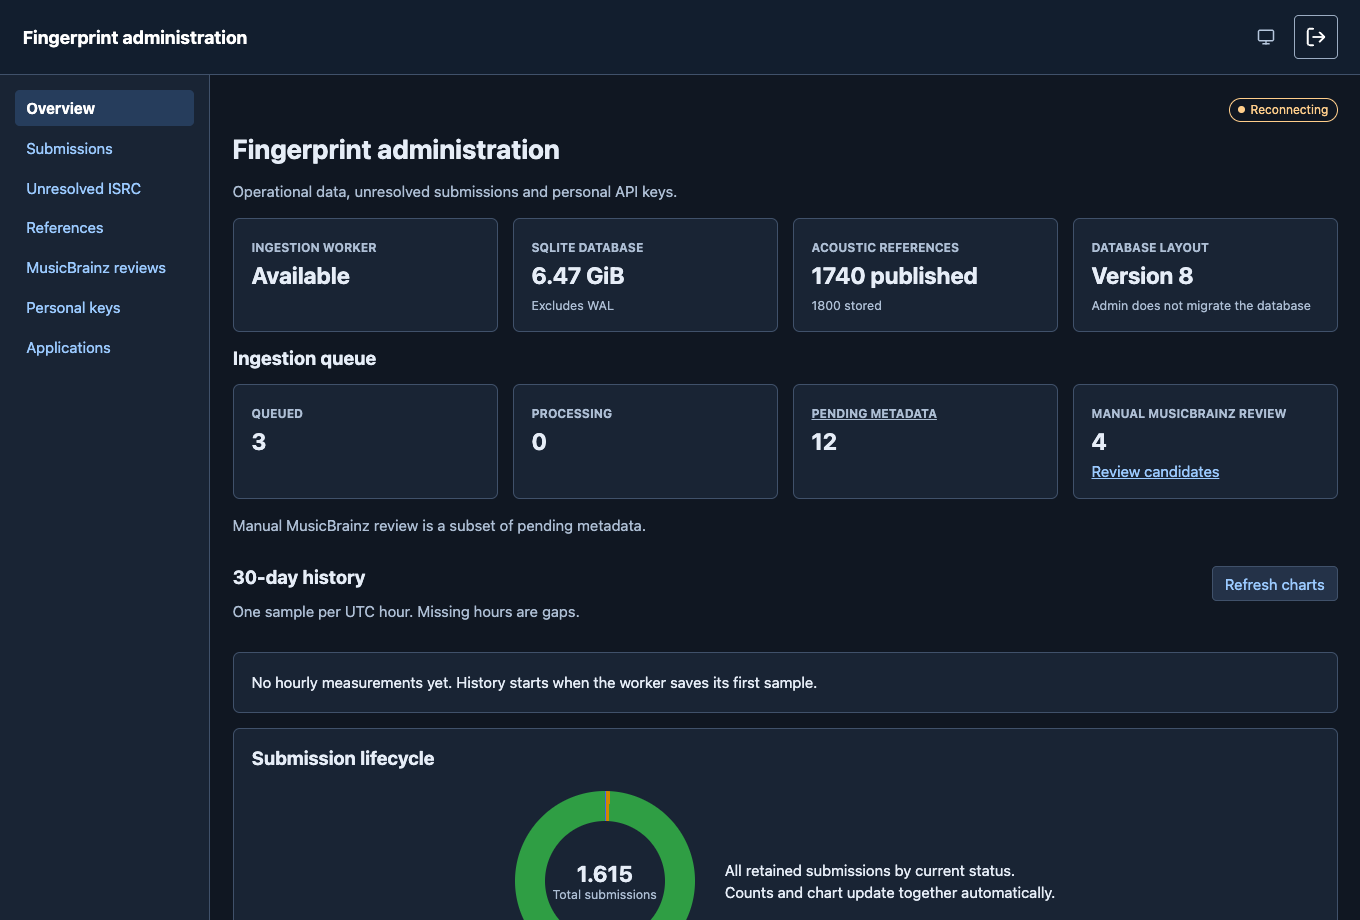 Fingerprint administration
Overview
Submissions
Unresolved ISRC
References
MusicBrainz reviews
Personal keys
Applications
Reconnecting
Fingerprint administration
Operational data, unresolved submissions and personal API keys.
INGESTION WORKER
Available
SQLITE DATABASE
6.47 GiB
Excludes WAL
ACOUSTIC REFERENCES
1740 published
1800 stored
DATABASE LAYOUT
Version 8
Admin does not migrate the database
Ingestion queue
QUEUED
3
PROCESSING
0
PENDING METADATA
12
MANUAL MUSICBRAINZ REVIEW
4
Review candidates
Manual MusicBrainz review is a subset of pending metadata.
30-day history
Refresh charts
One sample per UTC hour. Missing hours are gaps.
No hourly measurements yet. History starts when the worker saves its first sample.
Submission lifecycle
1.615
Total submissions
All retained submissions by current status.
Counts and chart update together automatically.